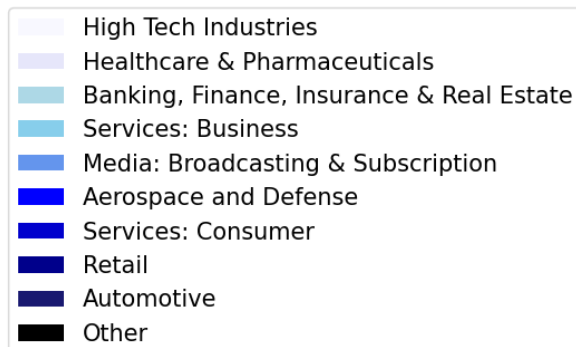 High Tech Industries
Healthcare & Pharmaceuticals
Banking, Finance, Insurance & Real Estate
Services: Business
Media: Broadcasting & Subscription
Aerospace and Defense
Services: Consumer
Retail
Automotive
Other